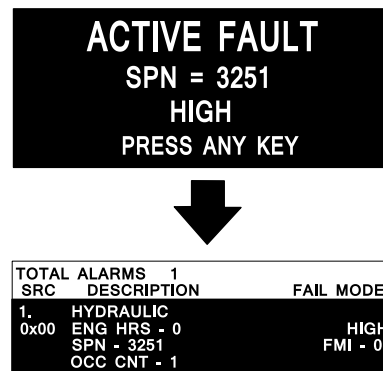 ACTIVE FAULT
SPN = 3251
HIGH
PRESS ANY KEY
TOTAL ALARMS 1
SRC DESCRIPTION FAIL MODE
1. HYDRAULIC
0x00 ENG HRS - 0 HIGH
SPN - 3251 FMI - 0
OCC CNT - 1